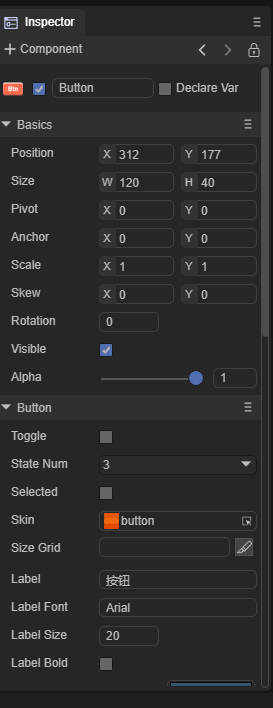 Inspector
+ Component
Btn Button Declare Var
Basics
Position X 312 Y 177
Size W 120 H 40
Pivot X 0 Y 0
Anchor X 0 Y 0
Scale X 1 Y 1
Skew X 0 Y 0
Rotation 0
Visible
Alpha 1
Button
Toggle
State Num 3
Selected
Skin button
Size Grid
Label 按钮
Label Font Arial
Label Size 20
Label Bold